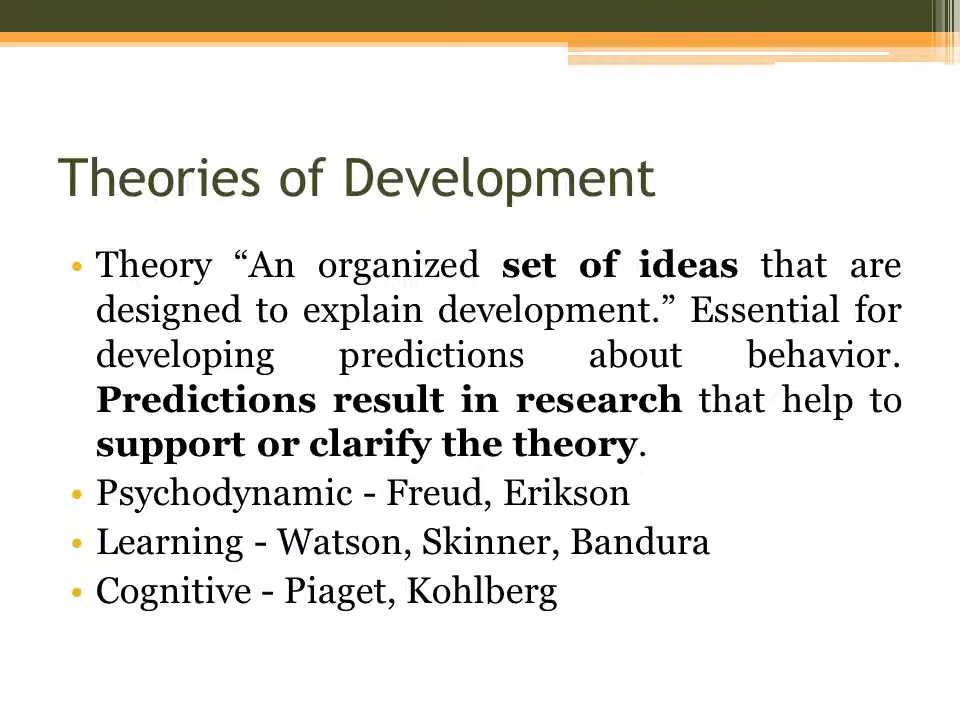 Theories of Development
• Theory “An organized set of ideas that are
designed to explain development.” Essential for
developing predictions about behavior.
Predictions result in research that help to
support or clarify the theory.
• Psychodynamic - Freud, Erikson
• Learning - Watson, Skinner, Bandura
• Cognitive - Piaget, Kohlberg